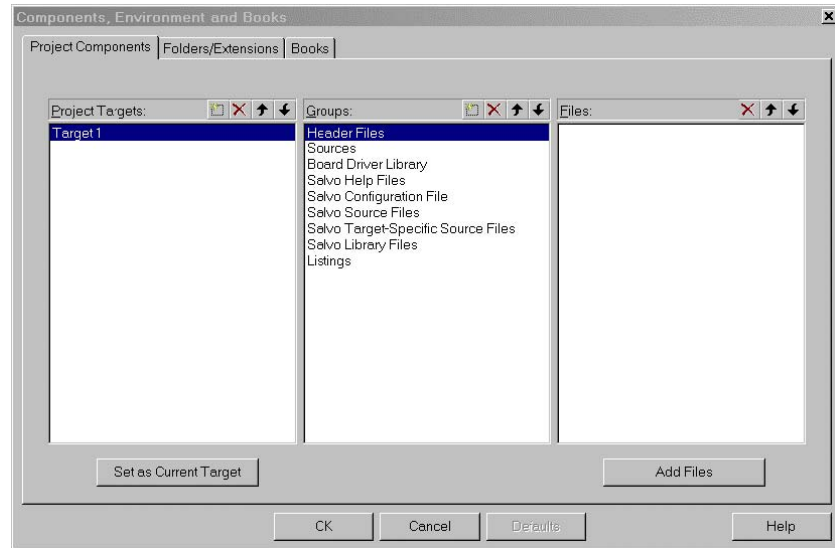 Components, Environment and Books
Project Components Folders/Extensions Books
Project Targets: Groups: Files:
Target 1
Header Files
Sources
Board Driver Library
Salvo Help Files
Salvo Configuration File
Salvo Source Files
Salvo Target-Specific Source Files
Salvo Library Files
Listings
Set as Current Target Add Files
OK Cancel Defaults Help